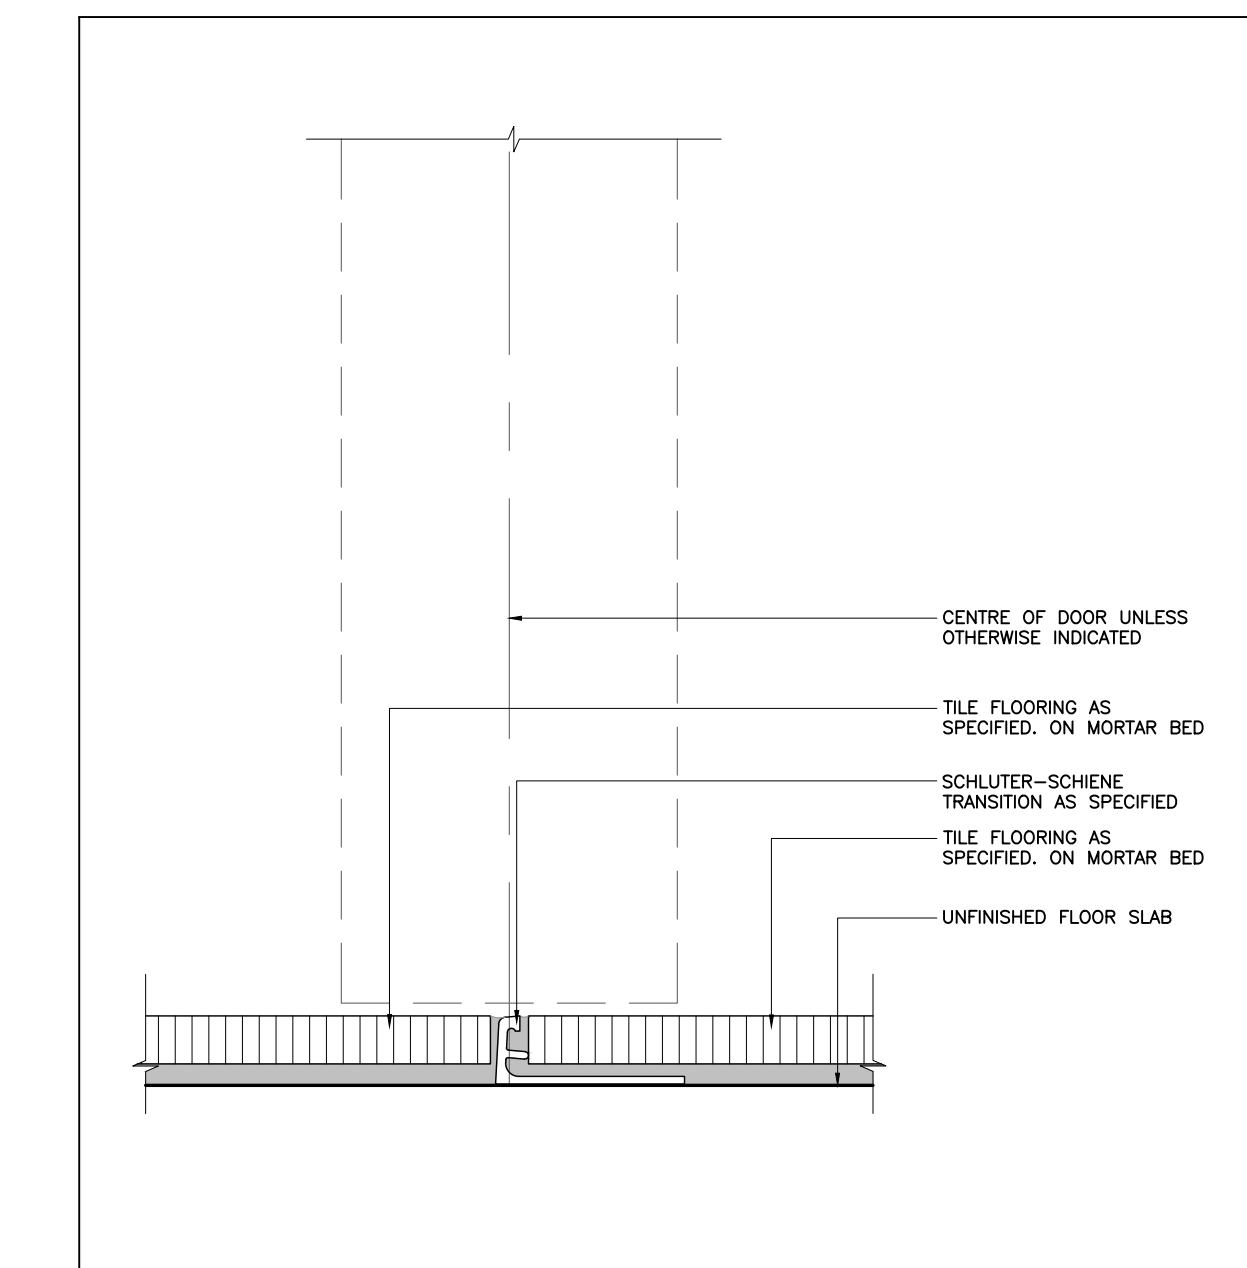 CENTRE OF DOOR UNLESS
OTHERWISE INDICATED
TILE FLOORING AS
SPECIFIED. ON MORTAR BED
SCHLUTER-SCHIENE
TRANSITION AS SPECIFIED
TILE FLOORING AS
SPECIFIED. ON MORTAR BED
UNFINISHED FLOOR SLAB